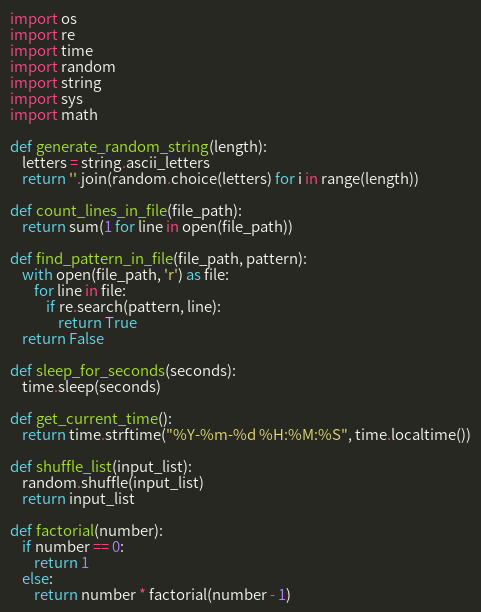 import os
import re
import time
import random
import string
import sys
import math

def generate_random_string(length):
    letters = string.ascii_letters
    return ''.join(random.choice(letters) for i in range(length))

def count_lines_in_file(file_path):
    return sum(1 for line in open(file_path))

def find_pattern_in_file(file_path, pattern):
    with open(file_path, 'r') as file:
        for line in file:
            if re.search(pattern, line):
                return True
    return False

def sleep_for_seconds(seconds):
    time.sleep(seconds)

def get_current_time():
    return time.strftime("%Y-%m-%d %H:%M:%S", time.localtime())

def shuffle_list(input_list):
    random.shuffle(input_list)
    return input_list

def factorial(number):
    if number == 0:
        return 1
    else:
        return number * factorial(number - 1)